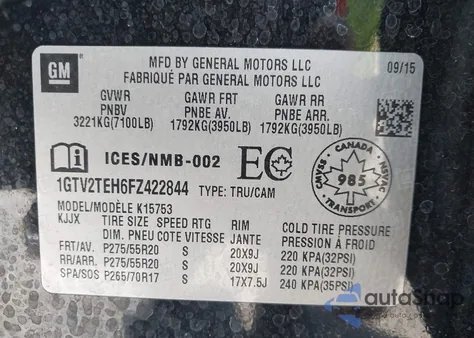 GM
MFD BY GENERAL MOTORS LLC
FABRIQUÉ PAR GENERAL MOTORS LLC
09/15
GVWR GAWR FRT GAWR RR
PNBV PNBE AV. PNBE ARR.
3221KG(7100LB) 1792KG(3950LB) 1792KG(3950LB)
ICES/NMB-002 EC
CANADA CMVSS 985 NSVAC TRANSPORT
1GTV2TEH6FZ422844 TYPE: TRU/CAM
MODEL/MODÈLE K15753
KJJX TIRE SIZE SPEED RTG RIM COLD TIRE PRESSURE
DIM. PNEU COTE VITESSE JANTE PRESSION À FROID
FRT/AV. P275/55R20 S 20X9J 220 KPA(32PSI)
RR/ARR. P275/55R20 S 20X9J 220 KPA(32PSI)
SPA/SOS P265/70R17 S 17X7.5J 240 KPA(35PSI)
autoSnap